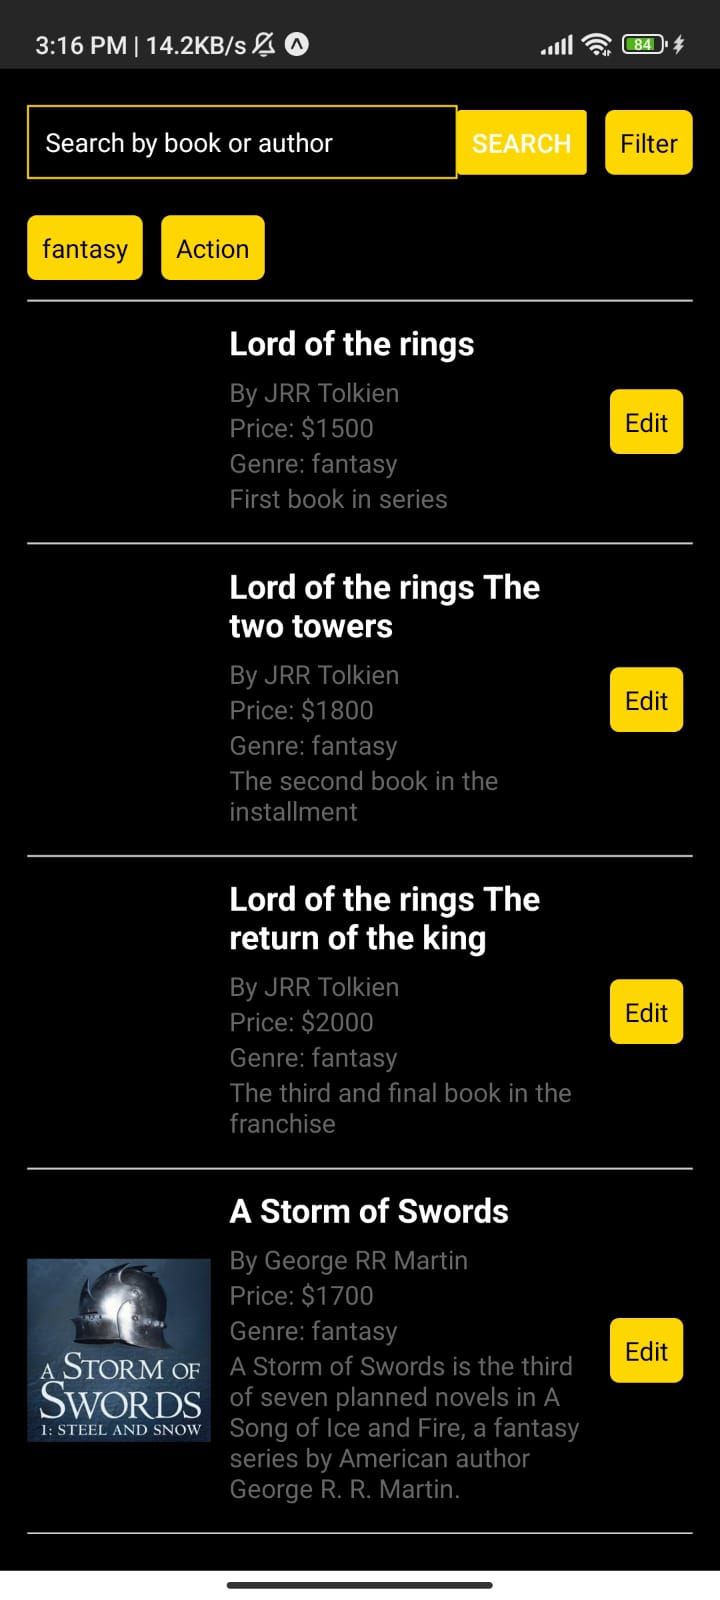 3:16 PM | 14.2KB/s
84
Search by book or author
SEARCH
Filter
fantasy
Action
Lord of the rings
By JRR Tolkien
Price: $1500
Genre: fantasy
First book in series
Edit
Lord of the rings The
two towers
By JRR Tolkien
Price: $1800
Genre: fantasy
The second book in the
installment
Edit
Lord of the rings The
return of the king
By JRR Tolkien
Price: $2000
Genre: fantasy
The third and final book in the
franchise
Edit
A STORM OF
SWORDS
1: STEEL AND SNOW
A Storm of Swords
By George RR Martin
Price: $1700
Genre: fantasy
A Storm of Swords is the third
of seven planned novels in A
Song of Ice and Fire, a fantasy
series by American author
George R. R. Martin.
Edit